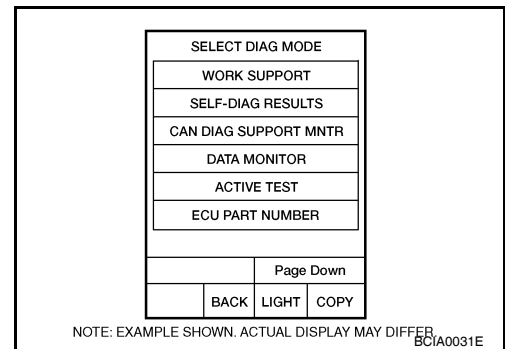 SELECT DIAG MODE
WORK SUPPORT
SELF-DIAG RESULTS
CAN DIAG SUPPORT MNTR
DATA MONITOR
ACTIVE TEST
ECU PART NUMBER
Page Down
BACK LIGHT COPY
NOTE: EXAMPLE SHOWN. ACTUAL DISPLAY MAY DIFFER.
BCIA0031E